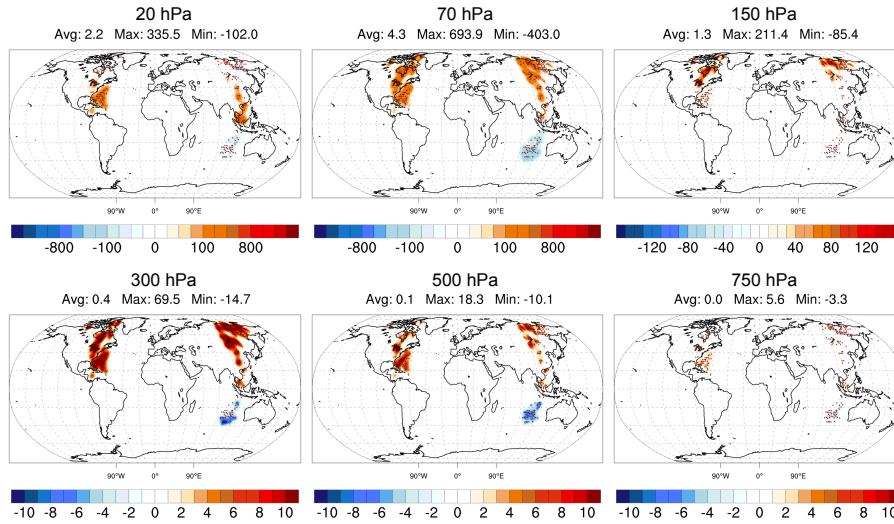 20 hPa
Avg: 2.2 Max: 335.5 Min: -102.0
90°W 0° 90°E
-800 -100 0 100 800
70 hPa
Avg: 4.3 Max: 693.9 Min: -403.0
90°W 0° 90°E
-800 -100 0 100 800
150 hPa
Avg: 1.3 Max: 211.4 Min: -85.4
90°W 0° 90°E
-120 -80 -40 0 40 80 120
300 hPa
Avg: 0.4 Max: 69.5 Min: -14.7
90°W 0° 90°E
-10 -8 -6 -4 -2 0 2 4 6 8 10
500 hPa
Avg: 0.1 Max: 18.3 Min: -10.1
90°W 0° 90°E
-10 -8 -6 -4 -2 0 2 4 6 8 10
750 hPa
Avg: 0.0 Max: 5.6 Min: -3.3
90°W 0° 90°E
-10 -8 -6 -4 -2 0 2 4 6 8 10